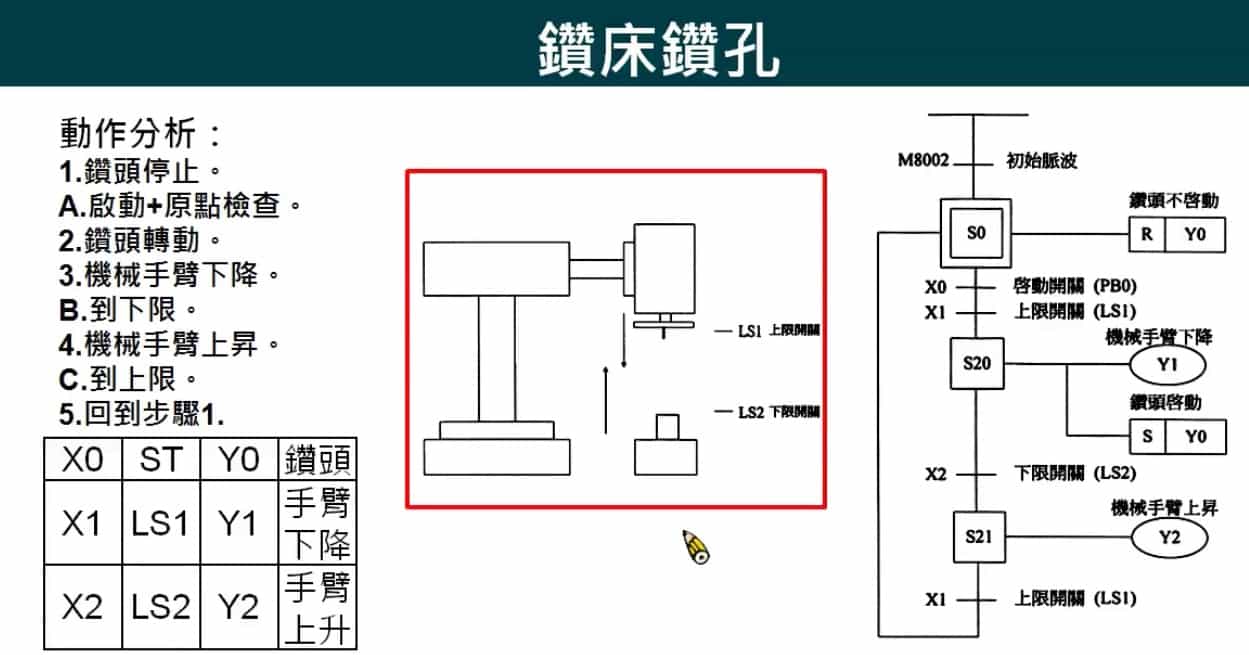 鑽床鑽孔
動作分析：
1.鑽頭停止。
A.啟動+原點檢查。
2.鑽頭轉動。
3.機械手臂下降。
B.到下限。
4.機械手臂上昇。
C.到上限。
5.回到步驟1.
X0 ST Y0 鑽頭
X1 LS1 Y1 手臂
下降
X2 LS2 Y2 手臂
上升
LS1 上限開關
LS2 下限開關
M8002 初始脈波
鑽頭不啓動
S0 R Y0
X0 啓動開關 (PB0)
X1 上限開關 (LS1)
機械手臂下降
S20 Y1
鑽頭啓動
S Y0
X2 下限開關 (LS2)
機械手臂上昇
S21 Y2
X1 上限開關 (LS1)